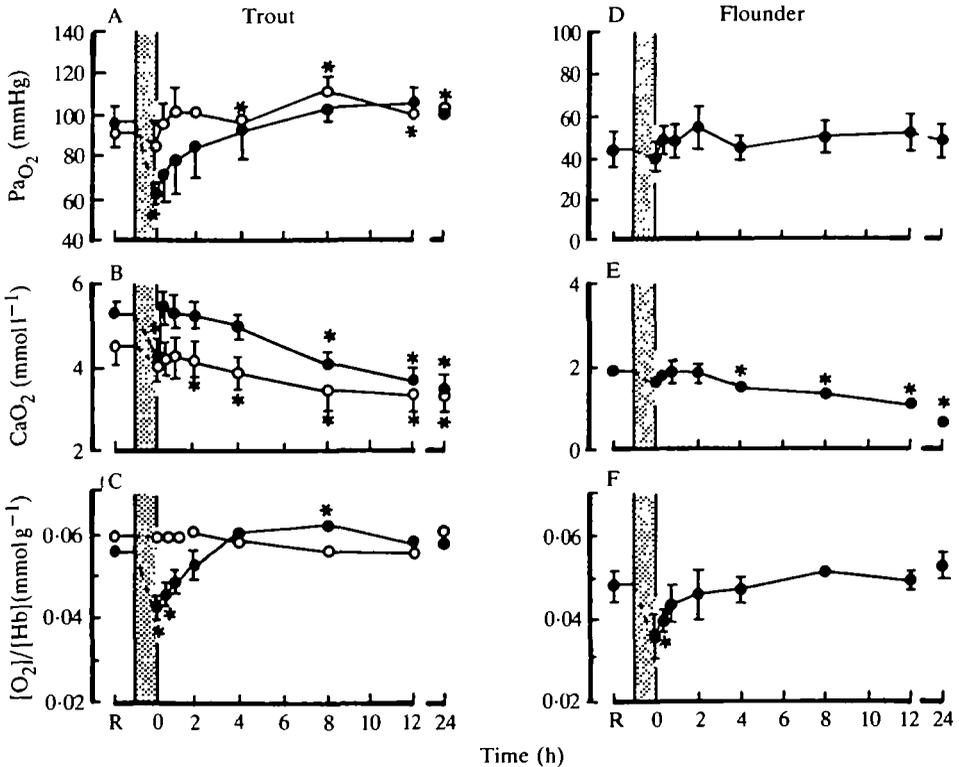 A Trout
140
120
100
80
60
40
PaO2 (mmHg)
B
6
4
2
CaO2 (mmol l−1)
C
0·06
0·04
0·02
[O2]/[Hb](mmol g−1)
R 0 2 4 6 8 10 12 24
D Flounder
100
80
60
40
20
0
E
4
2
0
F
0·06
0·04
0·02
R 0 2 4 6 8 10 12 24
Time (h)